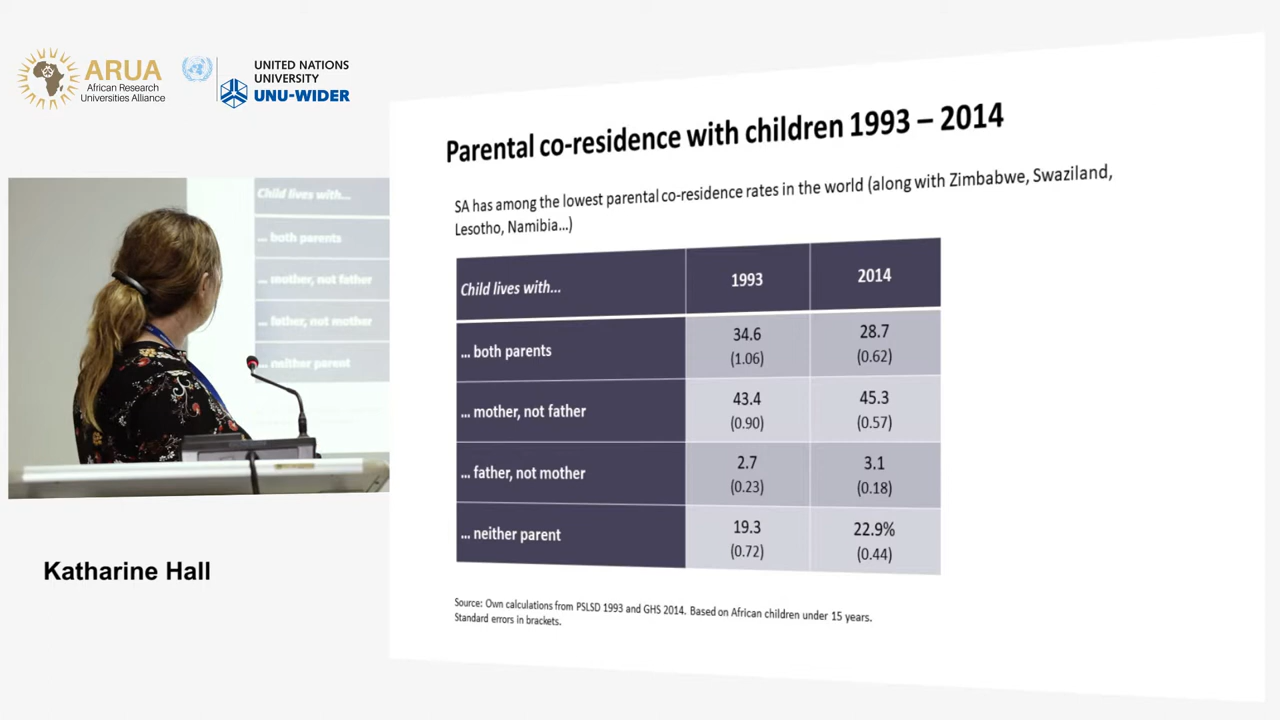 ARUA
African Research
Universities Alliance
UNITED NATIONS
UNIVERSITY
UNU-WIDER
Child lives with...
... both parents
... mother, not father
... father, not mother
... neither parent
Katharine Hall
Parental co-residence with children 1993 – 2014
SA has among the lowest parental co-residence rates in the world (along with Zimbabwe, Swaziland,
Lesotho, Namibia...)
Child lives with... 1993 2014
... both parents 34.6 (1.06) 28.7 (0.62)
... mother, not father 43.4 (0.90) 45.3 (0.57)
... father, not mother 2.7 (0.23) 3.1 (0.18)
... neither parent 19.3 (0.72) 22.9% (0.44)
Source: Own calculations from PSLSD 1993 and GHS 2014. Based on African children under 15 years.
Standard errors in brackets.